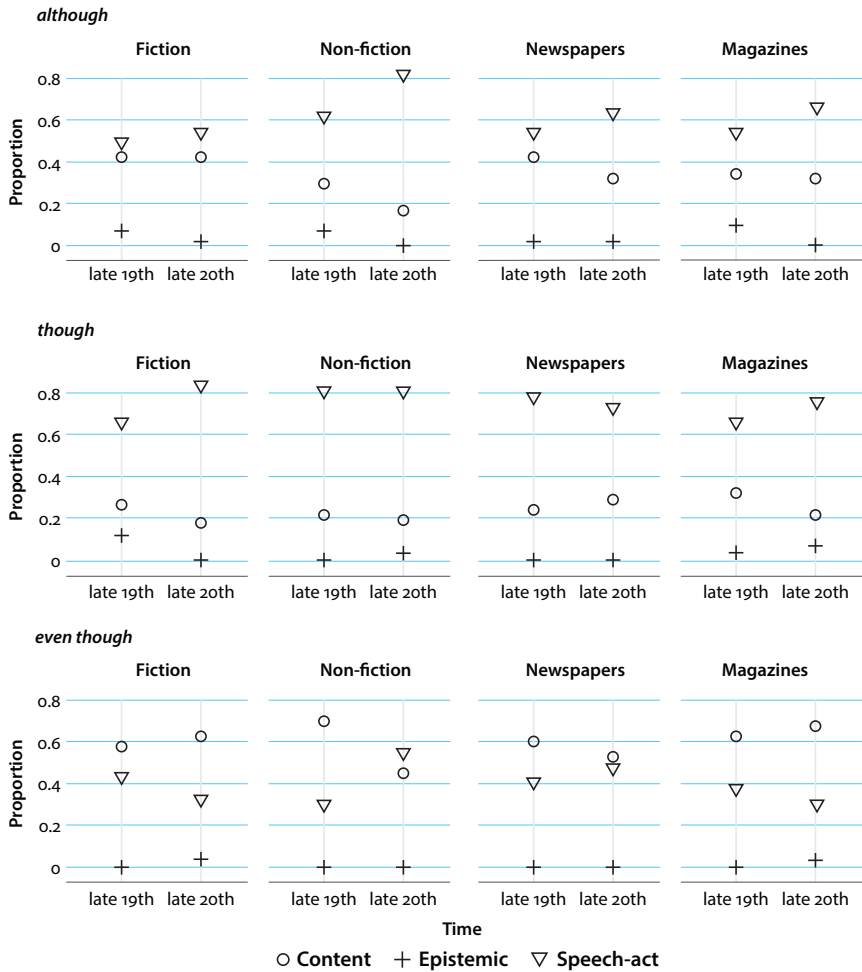 although
Fiction Non-fiction Newspapers Magazines
Proportion
0.8
0.6
0.4
0.2
0
late 19th late 20th late 19th late 20th late 19th late 20th late 19th late 20th
though
Fiction Non-fiction Newspapers Magazines
Proportion
0.8
0.6
0.4
0.2
0
late 19th late 20th late 19th late 20th late 19th late 20th late 19th late 20th
even though
Fiction Non-fiction Newspapers Magazines
Proportion
0.8
0.6
0.4
0.2
0
late 19th late 20th late 19th late 20th late 19th late 20th late 19th late 20th
Time
Content Epistemic Speech-act